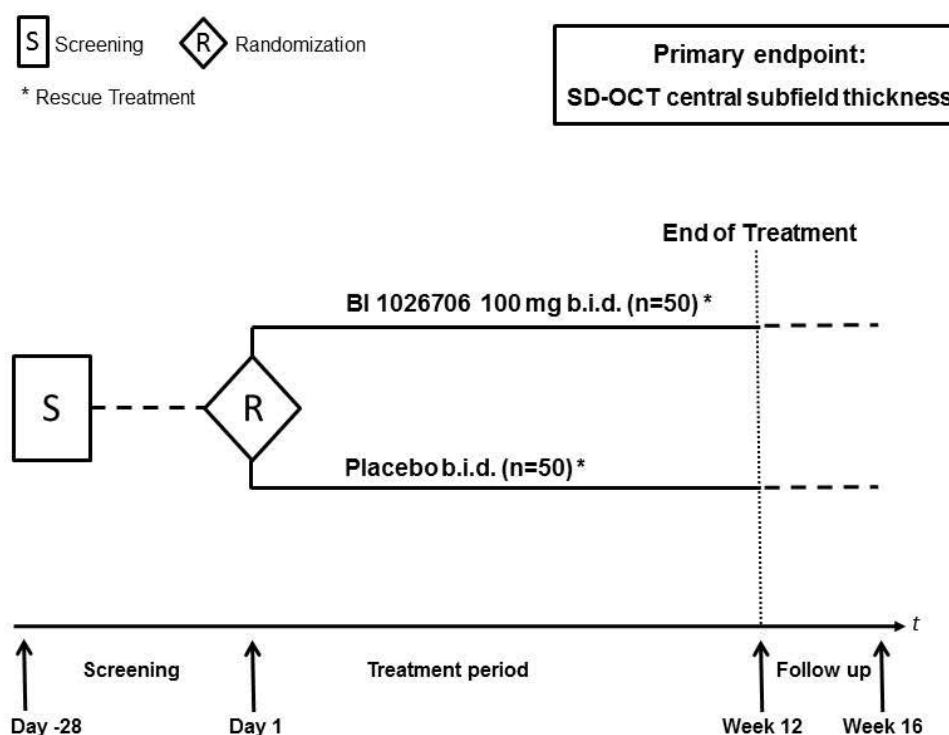 S Screening R Randomization
* Rescue Treatment
Primary endpoint:
SD-OCT central subfield thickness
End of Treatment
BI 1026706 100 mg b.i.d. (n=50) *
S
R
Placebo b.i.d. (n=50) *
t
Screening Treatment period Follow up
Day -28 Day 1 Week 12 Week 16